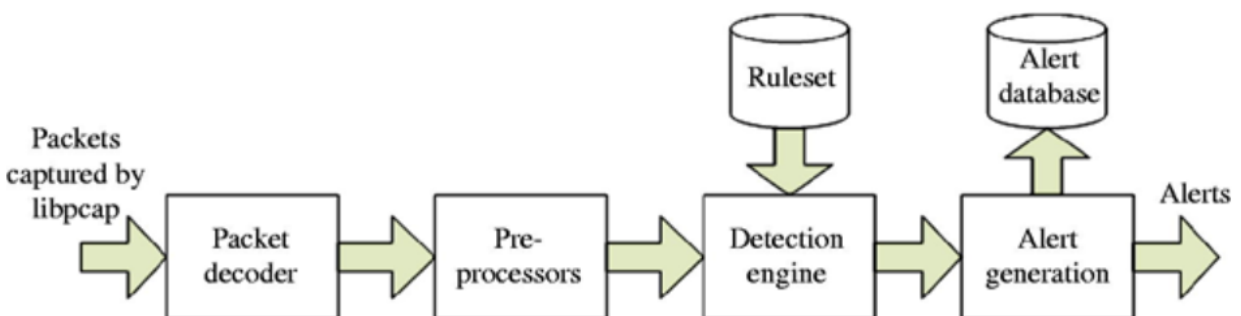 Packets
captured by
libpcap
Packet
decoder
Pre-
processors
Ruleset
Detection
engine
Alert
database
Alert
generation
Alerts